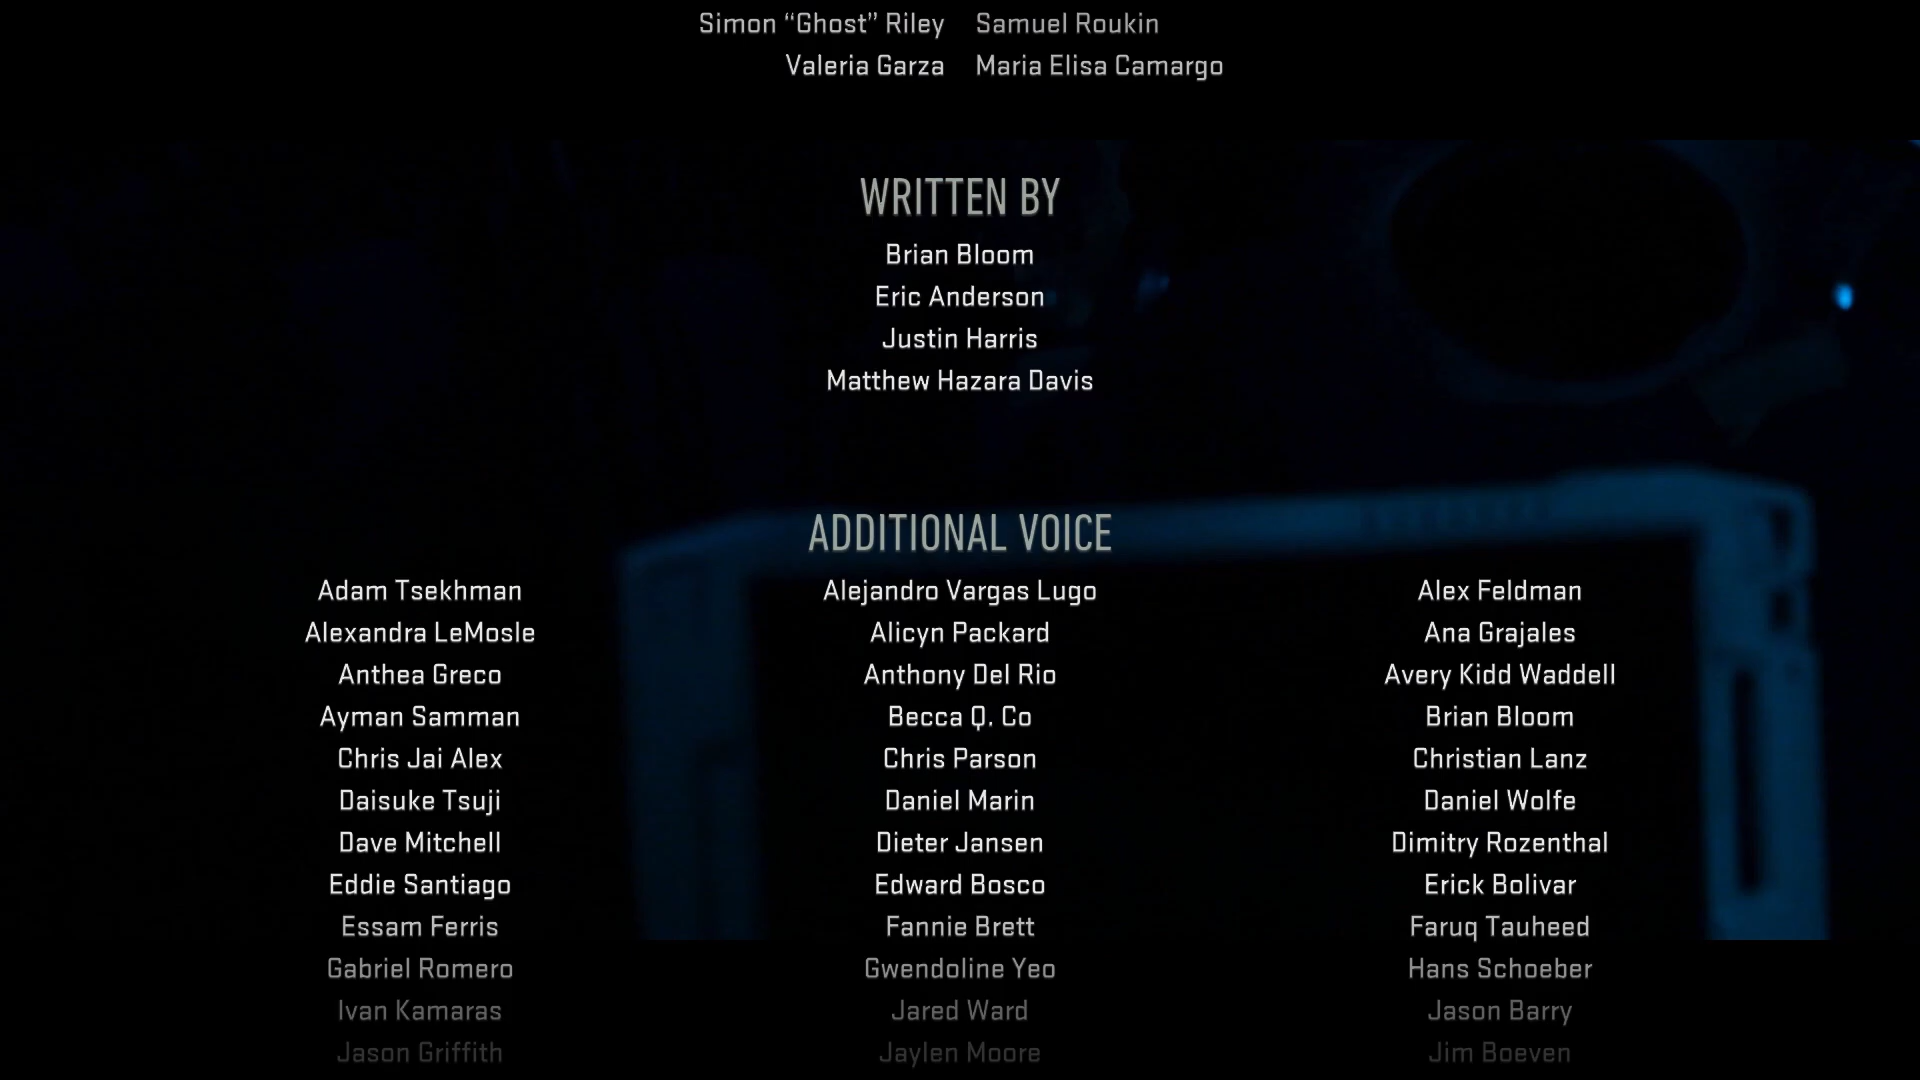 Simon “Ghost” Riley Samuel Roukin
Valeria Garza Maria Elisa Camargo
WRITTEN BY
Brian Bloom
Eric Anderson
Justin Harris
Matthew Hazara Davis
ADDITIONAL VOICE
Adam Tsekhman Alejandro Vargas Lugo Alex Feldman
Alexandra LeMosle Alicyn Packard Ana Grajales
Anthea Greco Anthony Del Rio Avery Kidd Waddell
Ayman Samman Becca Q. Co Brian Bloom
Chris Jai Alex Chris Parson Christian Lanz
Daisuke Tsuji Daniel Marin Daniel Wolfe
Dave Mitchell Dieter Jansen Dimitry Rozenthal
Eddie Santiago Edward Bosco Erick Bolivar
Essam Ferris Fannie Brett Faruq Tauheed
Gabriel Romero Gwendoline Yeo Hans Schoeber
Ivan Kamaras Jared Ward Jason Barry
Jason Griffith Jaylen Moore Jim Boeven